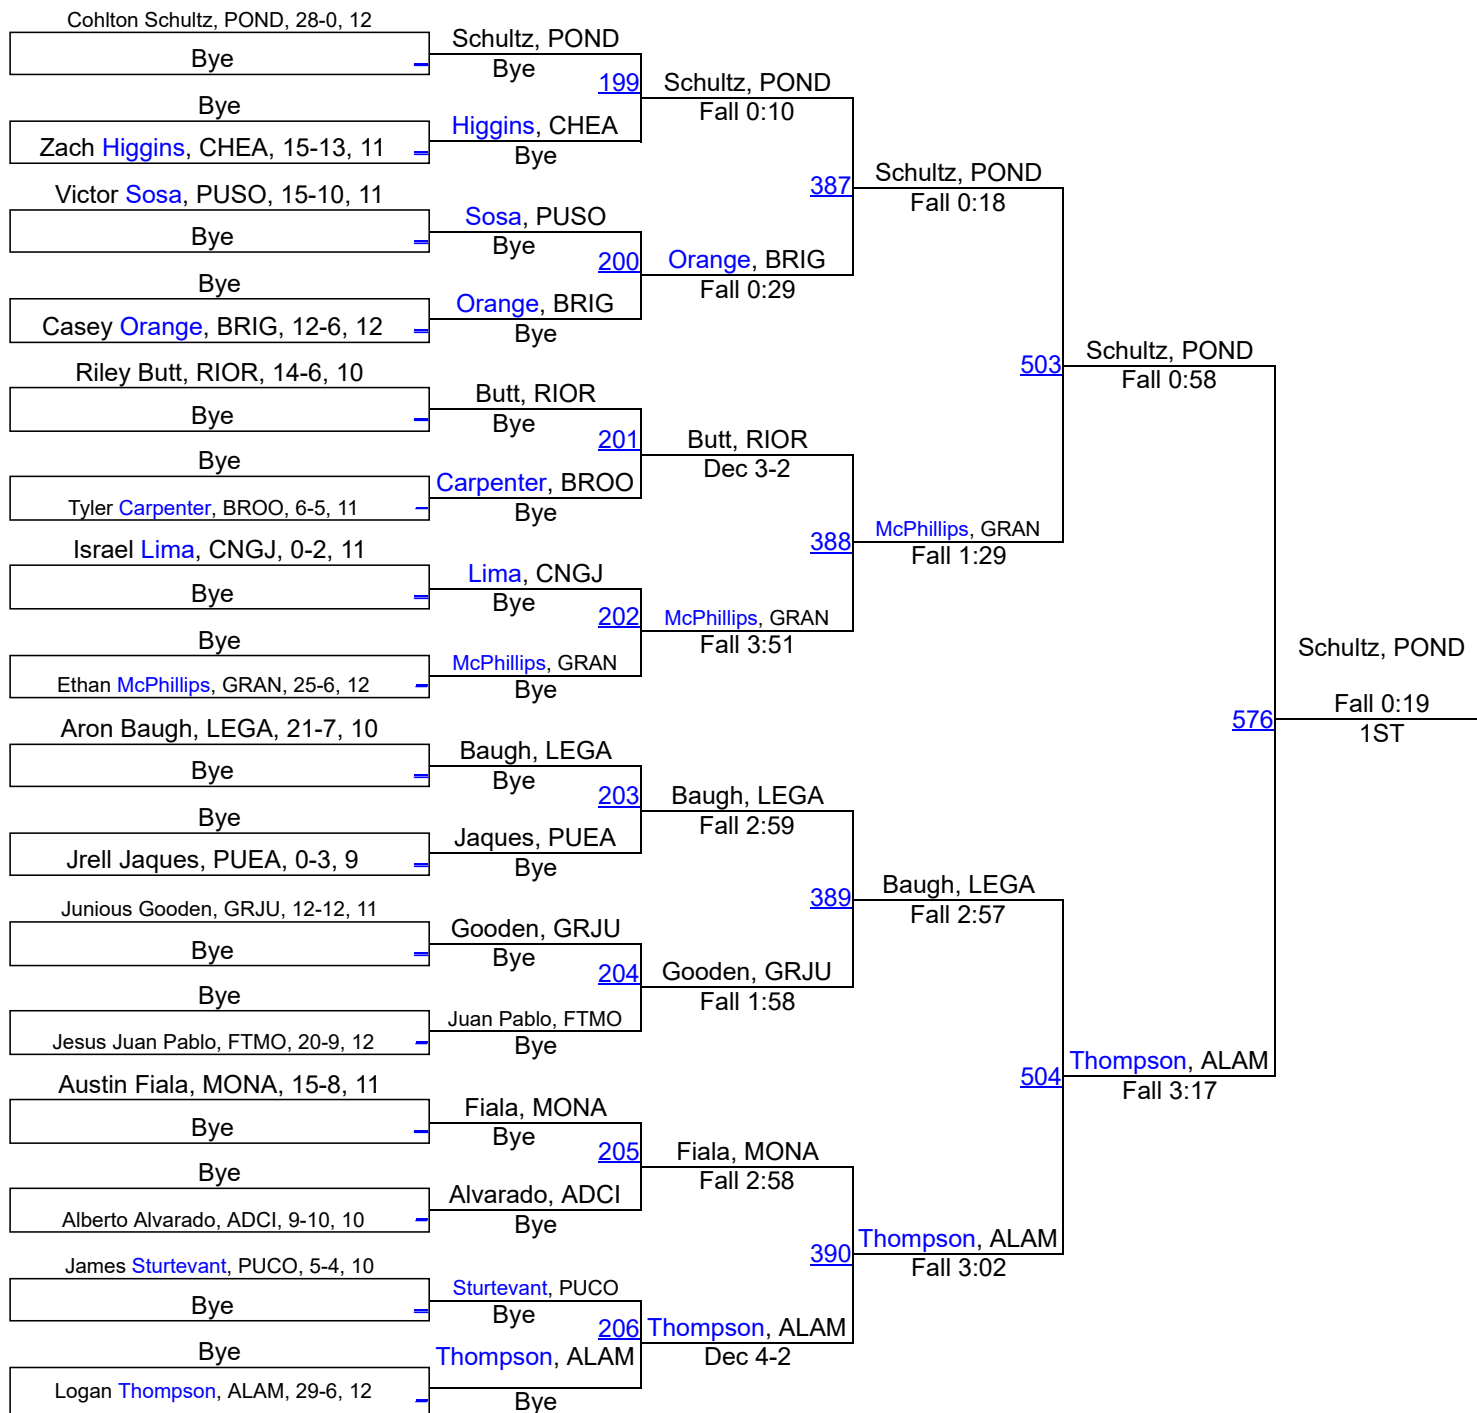 Cohlton Schultz, POND, 28-0, 12
Bye
Bye
Zach Higgins, CHEA, 15-13, 11
Victor Sosa, PUSO, 15-10, 11
Bye
Bye
Casey Orange, BRIG, 12-6, 12
Riley Butt, RIOR, 14-6, 10
Bye
Bye
Tyler Carpenter, BROO, 6-5, 11
Israel Lima, CNGJ, 0-2, 11
Bye
Bye
Ethan McPhillips, GRAN, 25-6, 12
Aron Baugh, LEGA, 21-7, 10
Bye
Bye
Jrell Jaques, PUEA, 0-3, 9
Junious Gooden, GRJU, 12-12, 11
Bye
Bye
Jesus Juan Pablo, FTMO, 20-9, 12
Austin Fiala, MONA, 15-8, 11
Bye
Bye
Alberto Alvarado, ADCI, 9-10, 10
James Sturtevant, PUCO, 5-4, 10
Bye
Bye
Logan Thompson, ALAM, 29-6, 12
Schultz, POND
Bye
199
Higgins, CHEA
Bye
Sosa, PUSO
Bye
200
Orange, BRIG
Bye
Butt, RIOR
Bye
201
Carpenter, BROO
Bye
Lima, CNGJ
Bye
202
McPhillips, GRAN
Bye
Baugh, LEGA
Bye
203
Jaques, PUEA
Bye
Gooden, GRJU
Bye
204
Juan Pablo, FTMO
Bye
Fiala, MONA
Bye
205
Alvarado, ADCI
Bye
Sturtevant, PUCO
Bye
206
Thompson, ALAM
Bye
Schultz, POND
Fall 0:10
387
Orange, BRIG
Fall 0:29
Butt, RIOR
Dec 3-2
388
McPhillips, GRAN
Fall 3:51
Baugh, LEGA
Fall 2:59
389
Gooden, GRJU
Fall 1:58
Fiala, MONA
Fall 2:58
390
Thompson, ALAM
Dec 4-2
Schultz, POND
Fall 0:18
503
McPhillips, GRAN
Fall 1:29
Baugh, LEGA
Fall 2:57
504
Thompson, ALAM
Fall 3:02
Schultz, POND
Fall 0:58
576
Thompson, ALAM
Fall 3:17
Schultz, POND
Fall 0:19
1ST